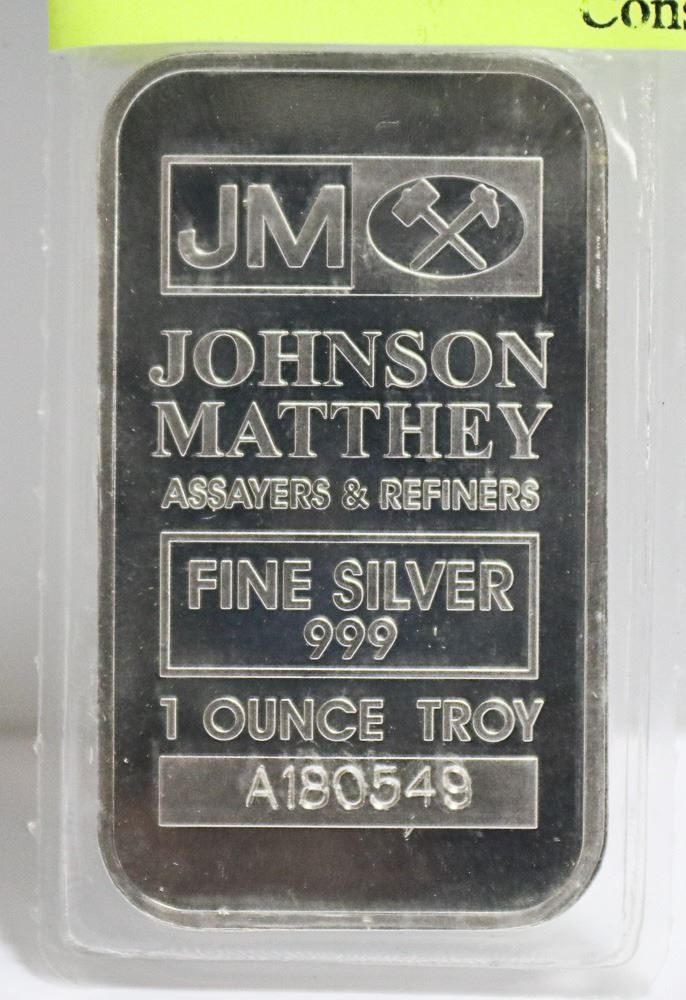 JM
JOHNSON
MATTHEY
ASSAYERS & REFINERS
FINE SILVER
999
1 OUNCE TROY
A180549